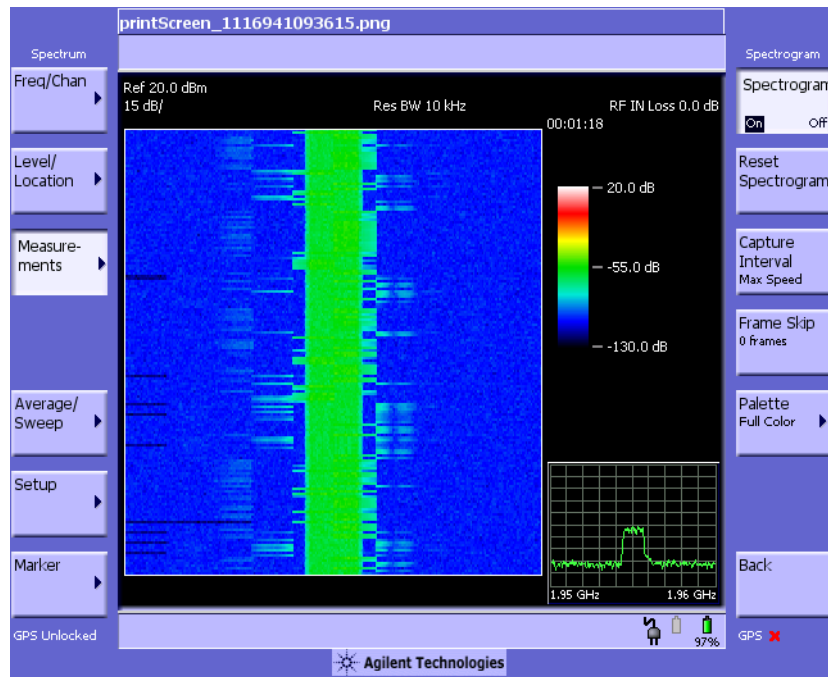 printScreen_1116941093615.png
Spectrum
Spectrogram
Freq/Chan
Level/
Location
Measure-
ments
Average/
Sweep
Setup
Marker
GPS Unlocked
Ref 20.0 dBm
15 dB/
Res BW 10 kHz
RF IN Loss 0.0 dB
00:01:18
20.0 dB
-55.0 dB
-130.0 dB
1.95 GHz
1.96 GHz
97%
Agilent Technologies
Spectrogram
On Off
Reset
Spectrogram
Capture
Interval
Max Speed
Frame Skip
0 frames
Palette
Full Color
Back
GPS